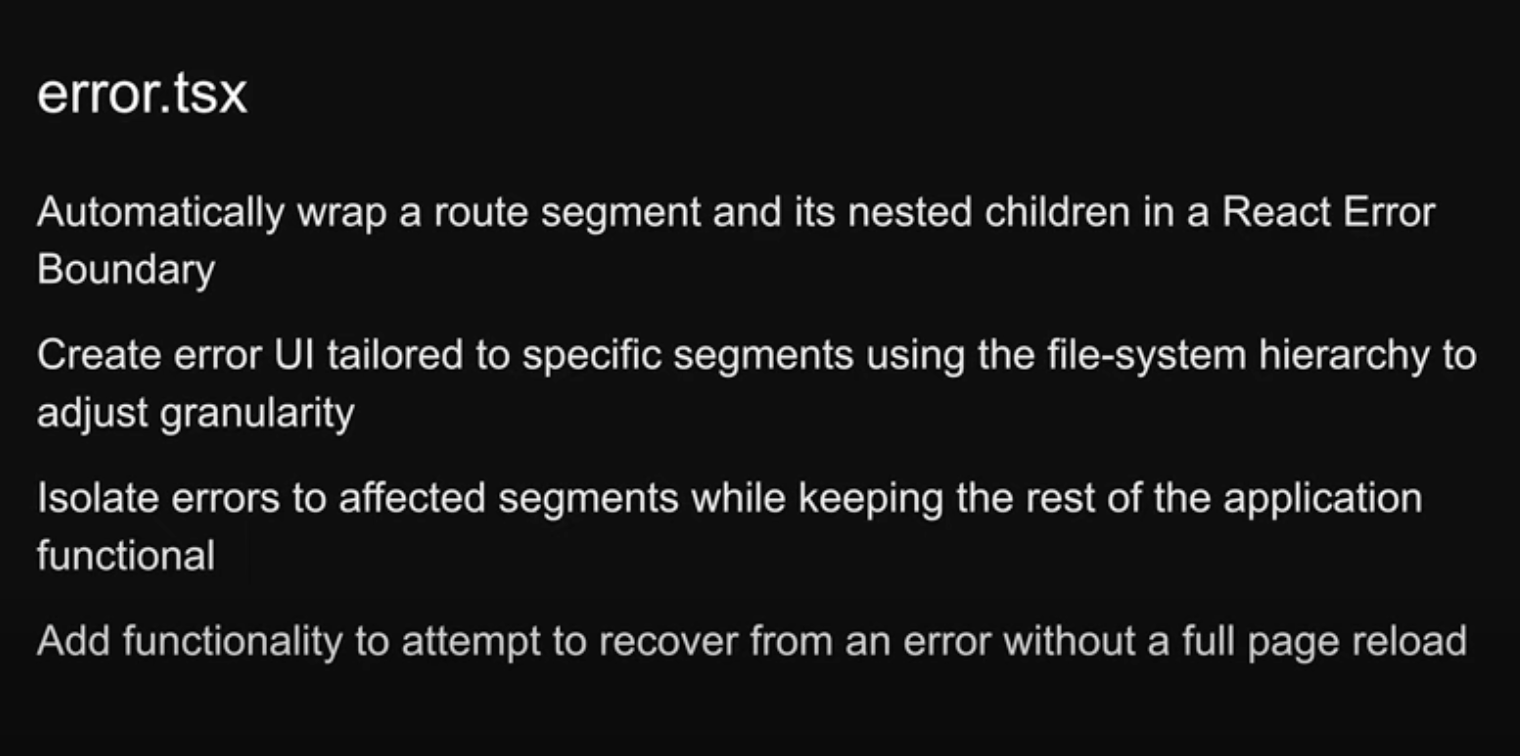 error.tsx
Automatically wrap a route segment and its nested children in a React Error
Boundary
Create error UI tailored to specific segments using the file-system hierarchy to
adjust granularity
Isolate errors to affected segments while keeping the rest of the application
functional
Add functionality to attempt to recover from an error without a full page reload